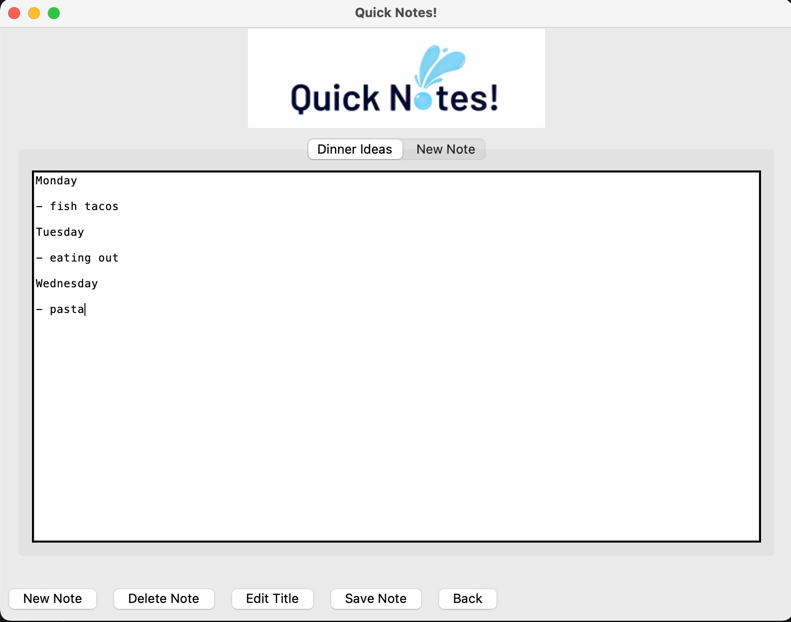 Quick Notes!
Quick Notes!
Dinner Ideas New Note
Monday
- fish tacos
Tuesday
- eating out
Wednesday
- pasta
New Note Delete Note Edit Title Save Note Back